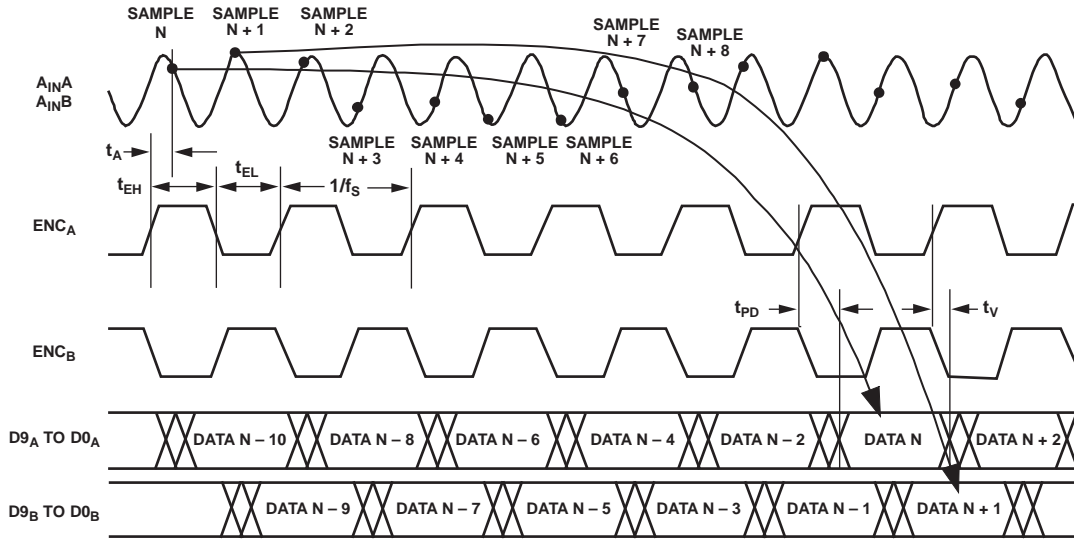 SAMPLE
N
SAMPLE
N + 1
SAMPLE
N + 2
SAMPLE
N + 7
SAMPLE
N + 8
AINA
AINB
SAMPLE
N + 3
SAMPLE
N + 4
SAMPLE
N + 5
SAMPLE
N + 6
tA
tEH
tEL
1/fS
ENCA
tPD
tV
ENCB
D9A TO D0A
DATA N – 10
DATA N – 8
DATA N – 6
DATA N – 4
DATA N – 2
DATA N
DATA N + 2
D9B TO D0B
DATA N – 9
DATA N – 7
DATA N – 5
DATA N – 3
DATA N – 1
DATA N + 1